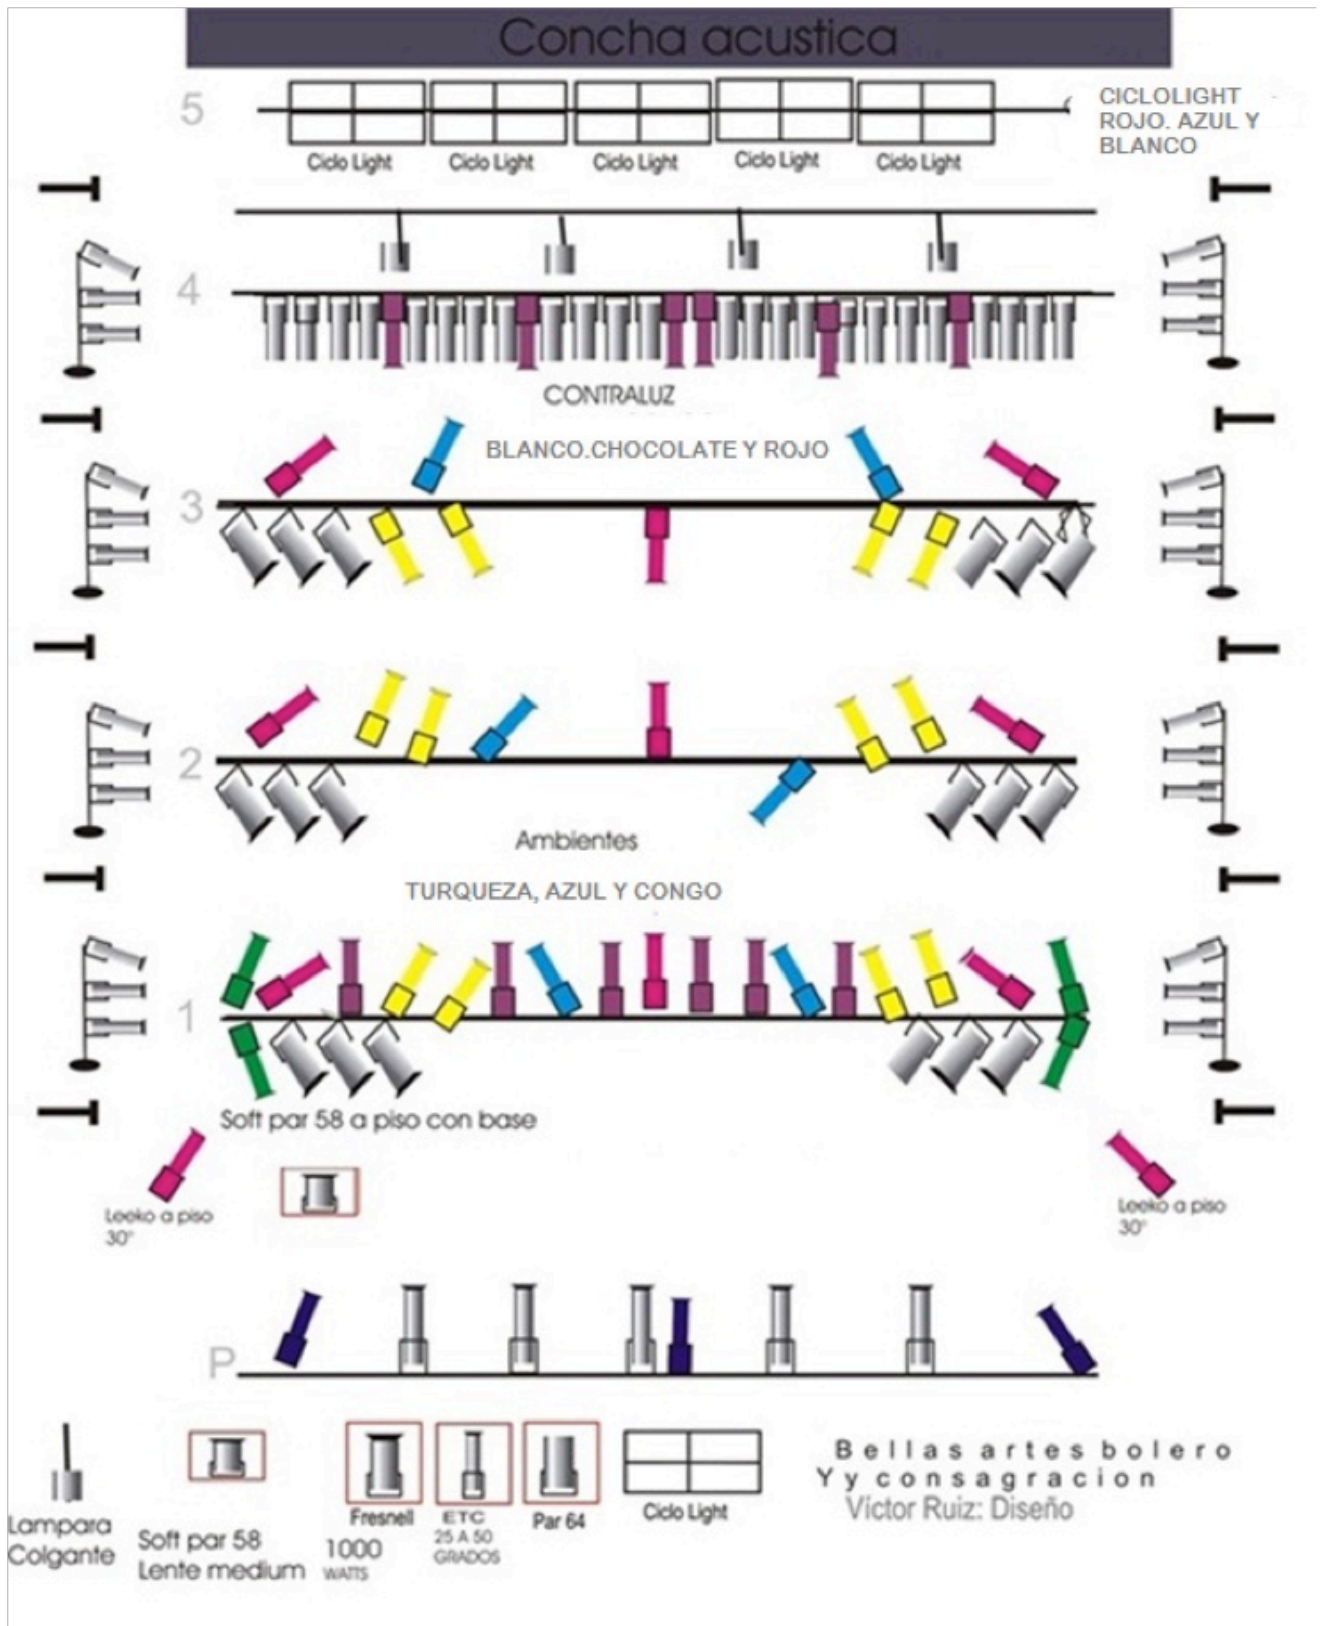 Concha acustica
5
CICLOLIGHT
ROJO. AZUL Y
BLANCO
Ciclo Light
Ciclo Light
Ciclo Light
Ciclo Light
Ciclo Light
4
CONTRALUZ
BLANCO.CHOCOLATE Y ROJO
3
2
Ambientes
TURQUEZA, AZUL Y CONGO
1
Soft par 58 a piso con base
Leeko a piso
30°
Leeko a piso
30°
P
Lampara
Colgante
Soft par 58
Lente medium
Fresnell
1000
WATTS
ETC
25 A 50
GRADOS
Par 64
Ciclo Light
Bellas artes bolero
Yy consagracion
Víctor Ruiz: Diseño